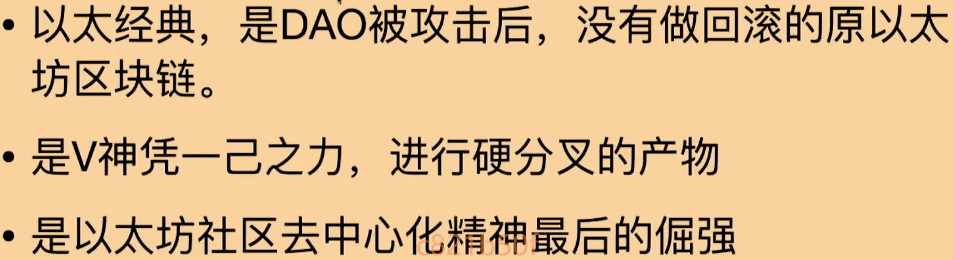 • 以太经典，是DAO被攻击后，没有做回滚的原以太
坊区块链。
• 是V神凭一己之力，进行硬分叉的产物
• 是以太坊社区去中心化精神最后的倔强